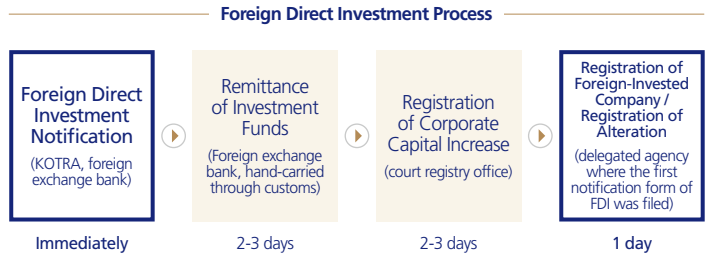 Foreign Direct Investment Process
Foreign Direct
Investment
Notification
(KOTRA, foreign
exchange bank)
Immediately
Remittance
of Investment
Funds
(Foreign exchange
bank, hand-carried
through customs)
2-3 days
Registration
of Corporate
Capital Increase
(court registry office)
2-3 days
Registration of
Foreign-Invested
Company /
Registration of
Alteration
(delegated agency
where the first
notification form of
FDI was filed)
1 day